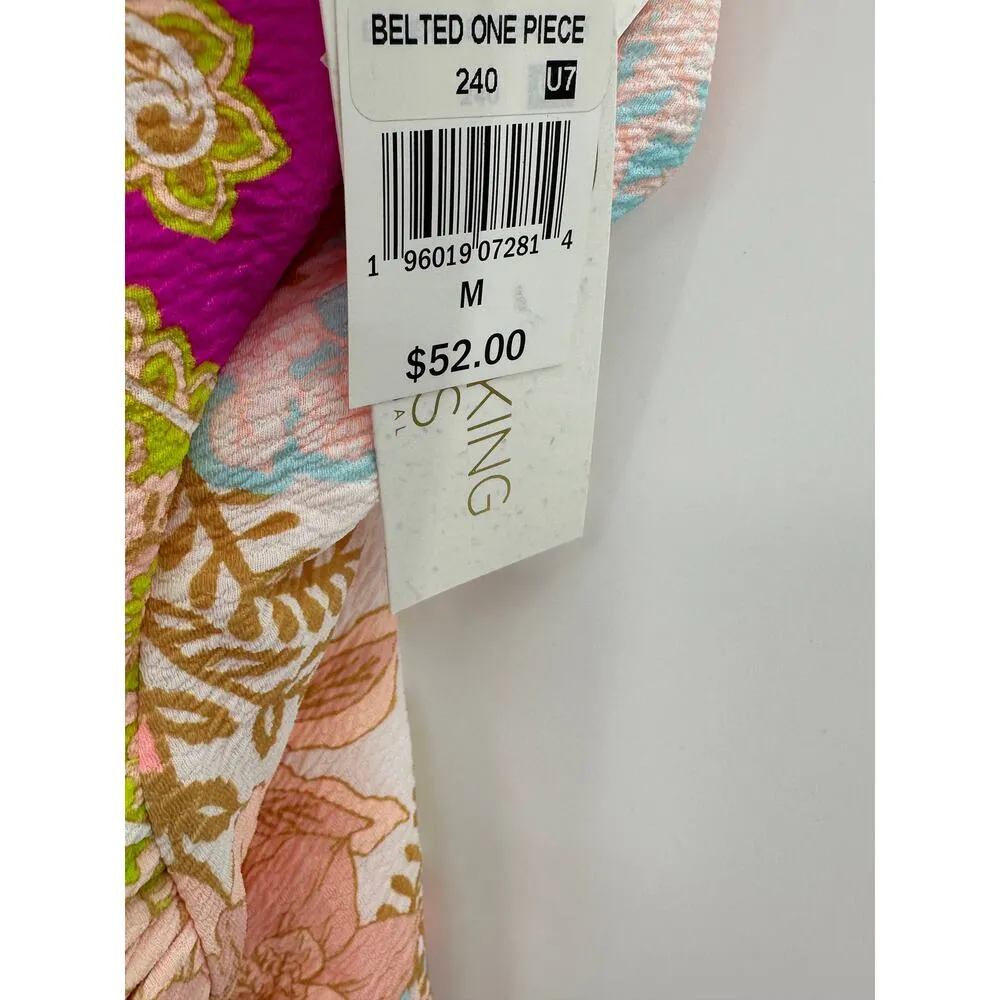 BELTED ONE PIECE
240 U7
1 96019 07281 4
M
$52.00
KING
S
AL